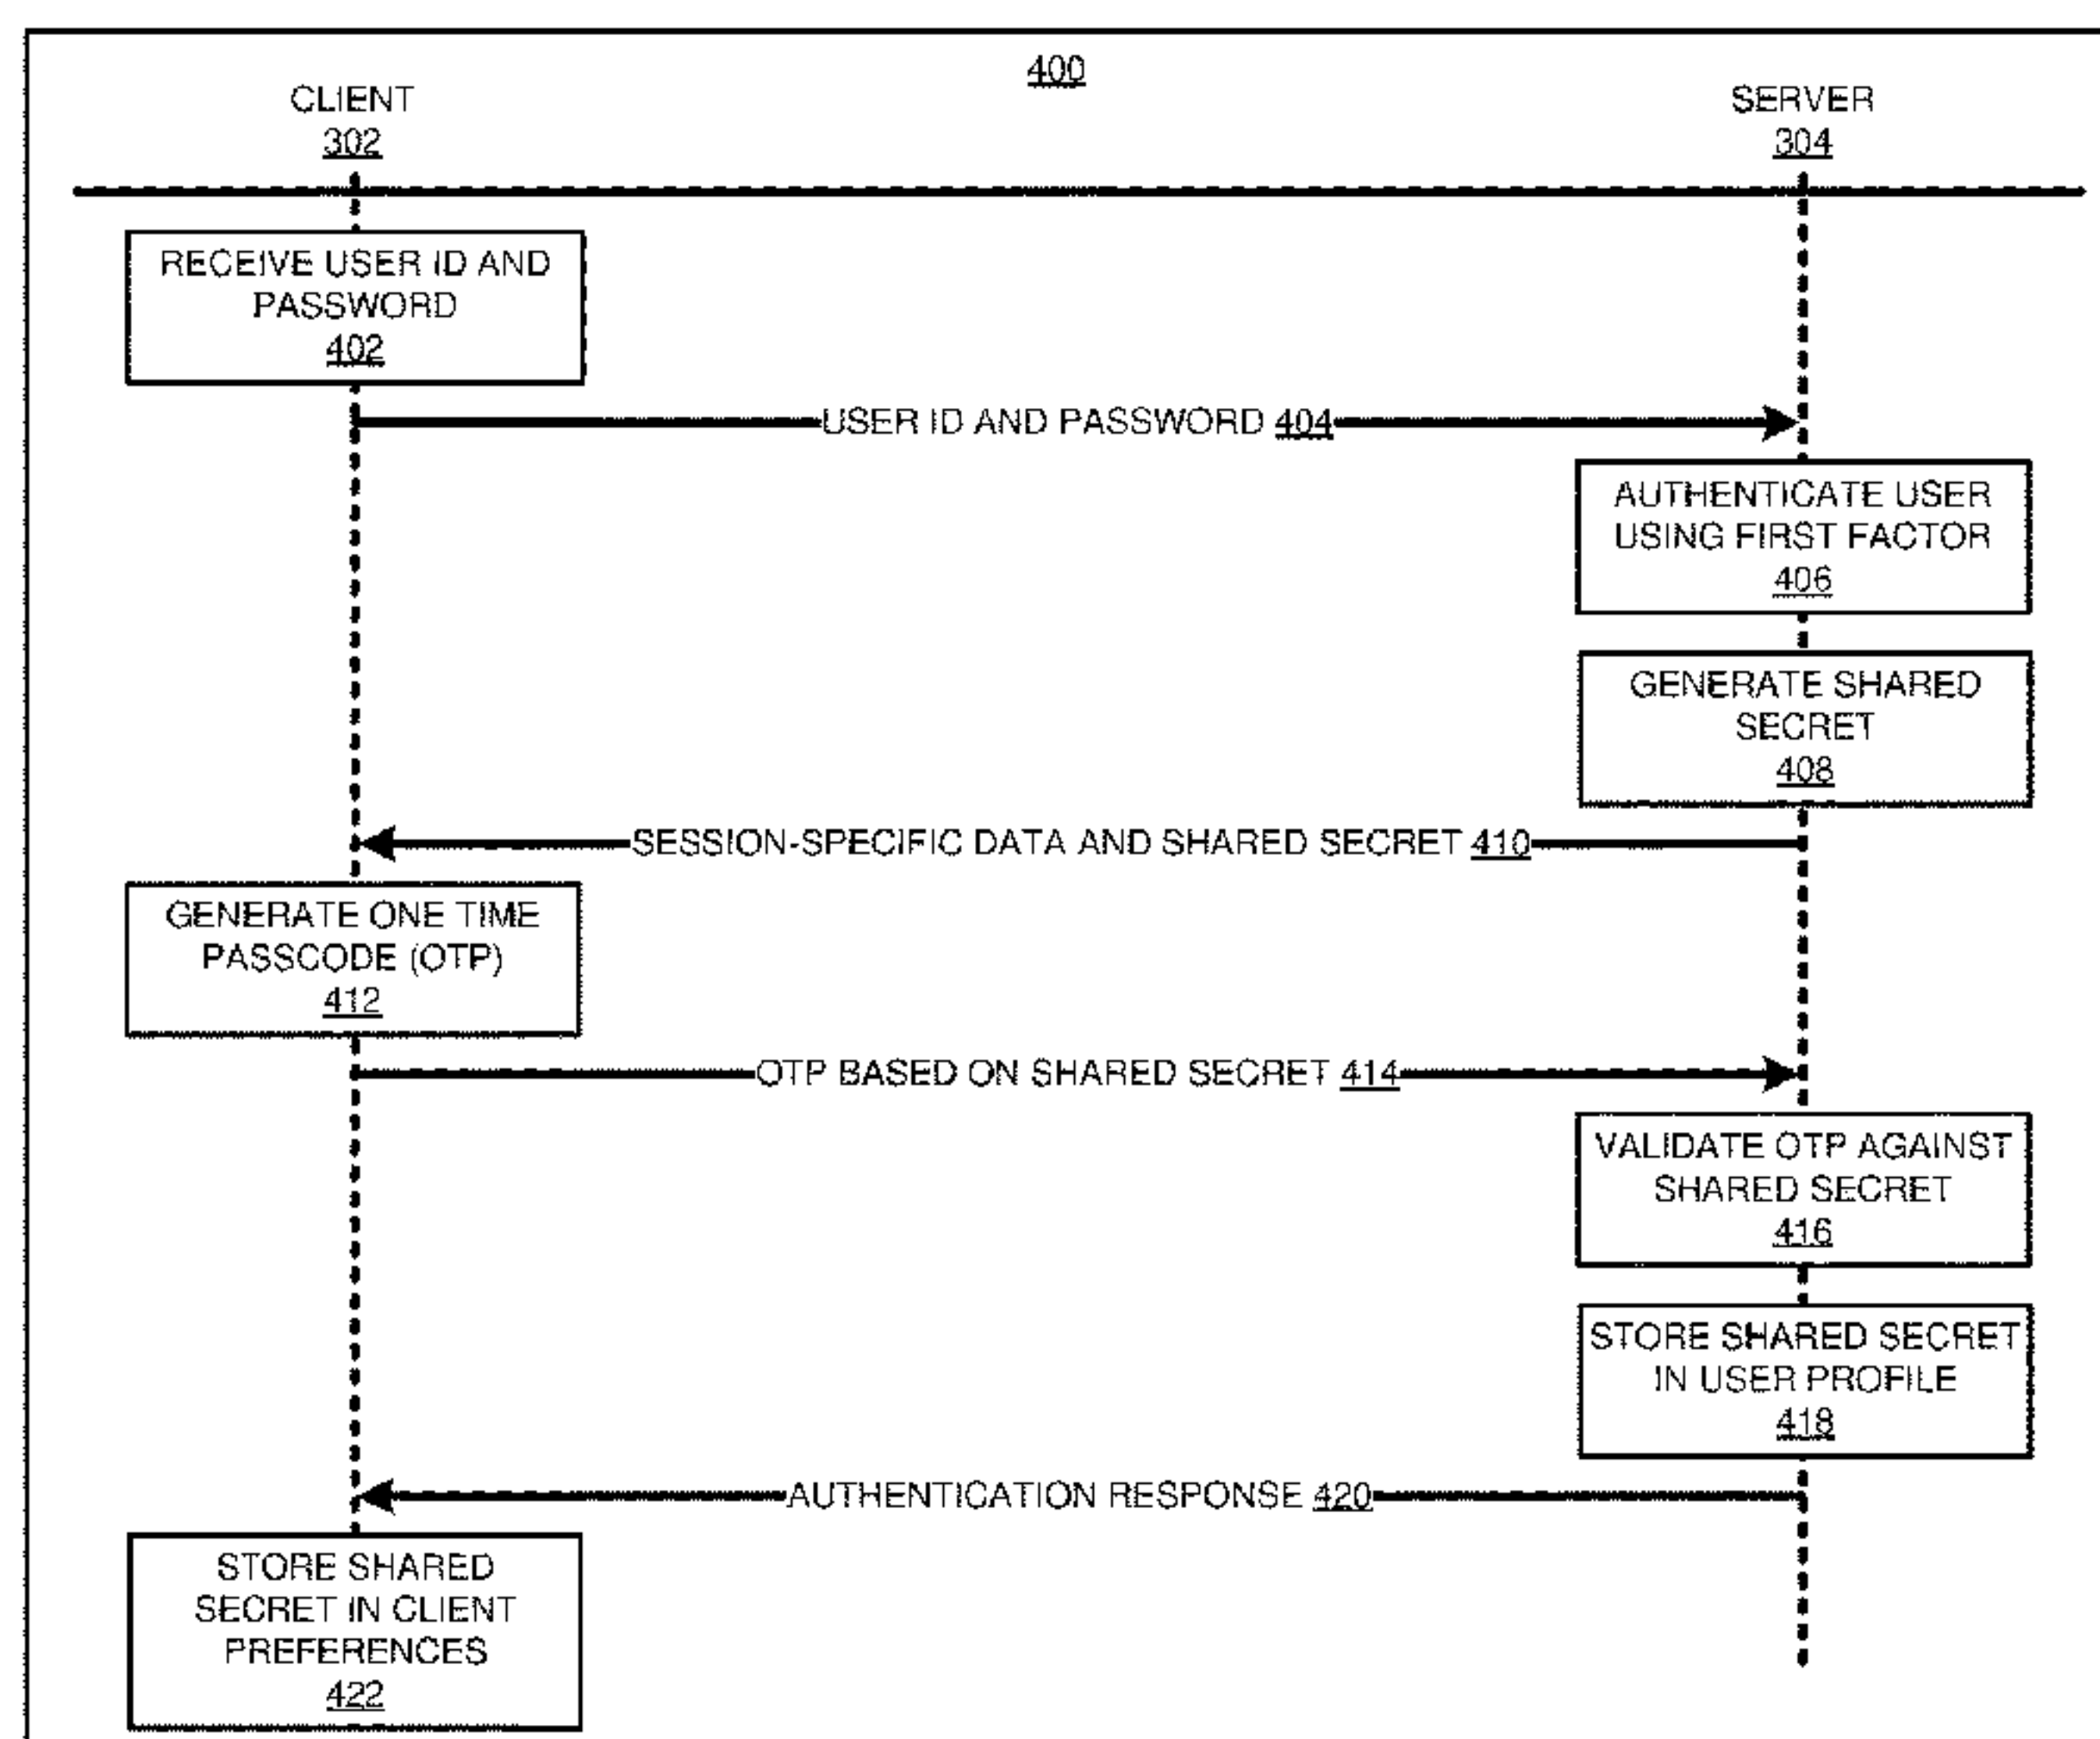 400
CLIENT
302
SERVER
304
RECEIVE USER ID AND
PASSWORD
402
USER ID AND PASSWORD 404
AUTHENTICATE USER
USING FIRST FACTOR
406
GENERATE SHARED
SECRET
408
SESSION-SPECIFIC DATA AND SHARED SECRET 410
GENERATE ONE TIME
PASSCODE (OTP)
412
OTP BASED ON SHARED SECRET 414
VALIDATE OTP AGAINST
SHARED SECRET
416
STORE SHARED SECRET
IN USER PROFILE
418
AUTHENTICATION RESPONSE 420
STORE SHARED
SECRET IN CLIENT
PREFERENCES
422